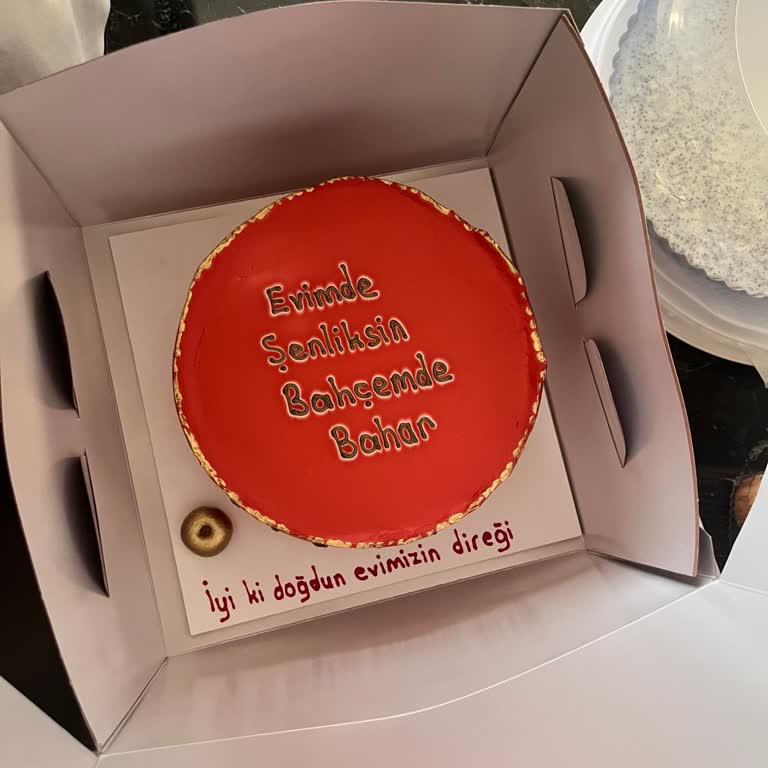 Evimde
Şenliksin
Bahçemde
Bahar
İyi ki doğdun evimizin direği